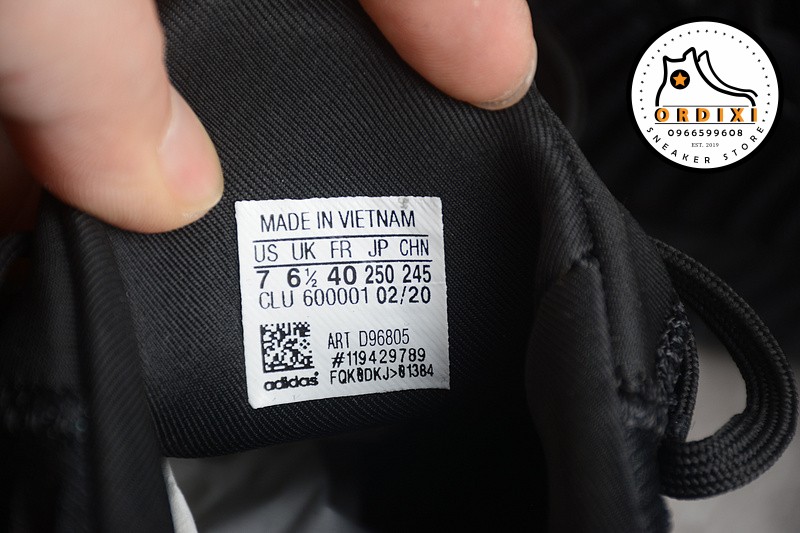 MADE IN VIETNAM
US UK FR JP CHN
7 6½ 40 250 245
CLU 600001 02/20
ART D96805
#119429789
FQK0DKJ>01384
adidas
ORDIXI
0966599608
EST. 2019
SNEAKER STORE